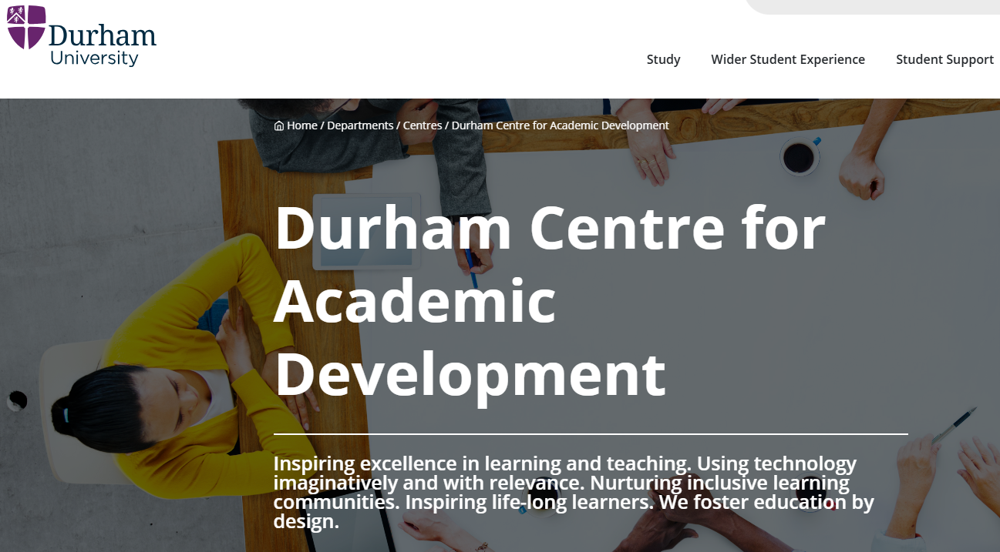 Durham
University
Study Wider Student Experience Student Support
Home / Departments / Centres / Durham Centre for Academic Development
Durham Centre for
Academic
Development
Inspiring excellence in learning and teaching. Using technology
imaginatively and with relevance. Nurturing inclusive learning
communities. Inspiring life-long learners. We foster education by
design.